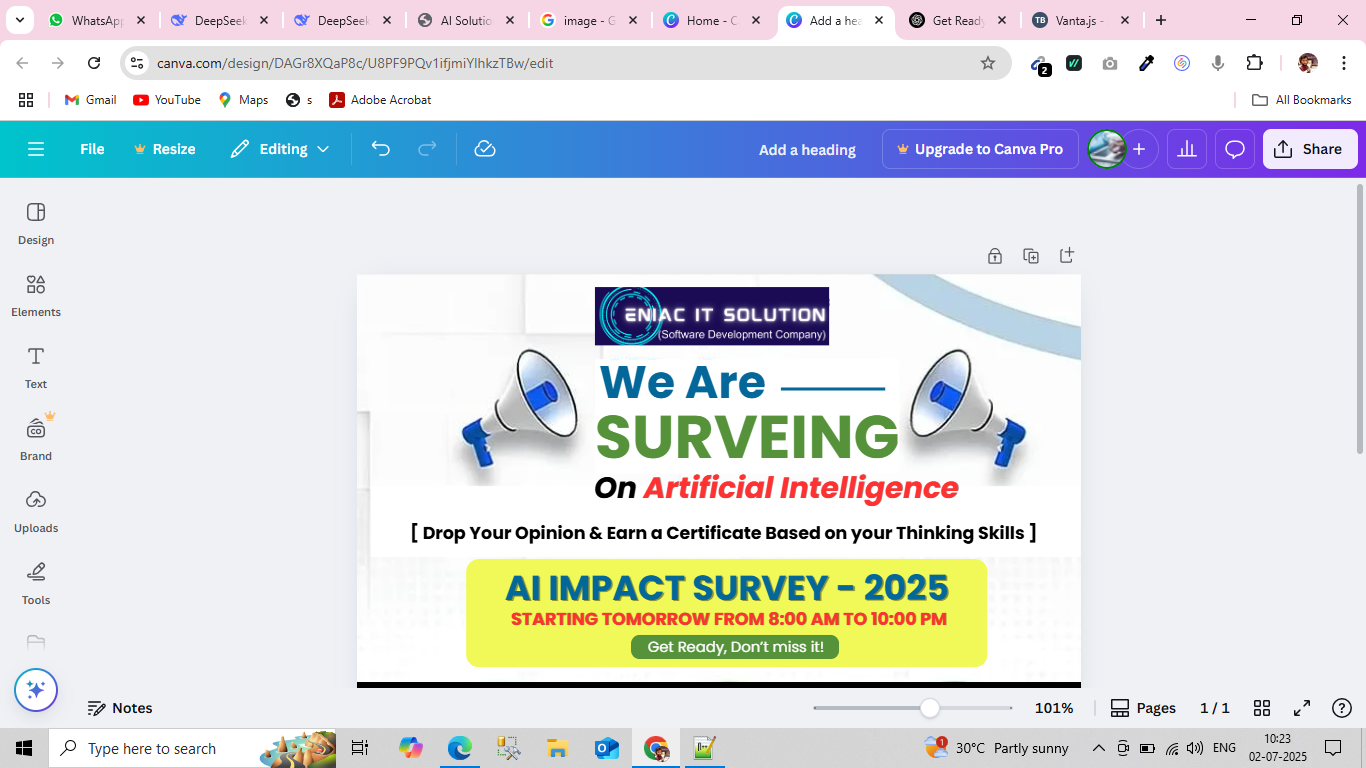 WhatsApp
DeepSeek
DeepSeek
AI Solutio
image - G
Home - C
Add a hea
Get Ready
TB
Vanta.js -
canva.com/design/DAGr8XQaP8c/U8PF9PQv1ifjmiYlhkzTBw/edit
2
Gmail
YouTube
Maps
s
Adobe Acrobat
All Bookmarks
File
Resize
Editing
Add a heading
Upgrade to Canva Pro
Share
Design
Elements
Text
Brand
Uploads
Tools
ENIAC IT SOLUTION
(Software Development Company)
We Are
SURVEING
On Artificial Intelligence
[ Drop Your Opinion & Earn a Certificate Based on your Thinking Skills ]
AI IMPACT SURVEY - 2025
STARTING TOMORROW FROM 8:00 AM TO 10:00 PM
Get Ready, Don't miss it!
Notes
101%
Pages
1 / 1
Type here to search
1
30°C Partly sunny
ENG
10:23
02-07-2025